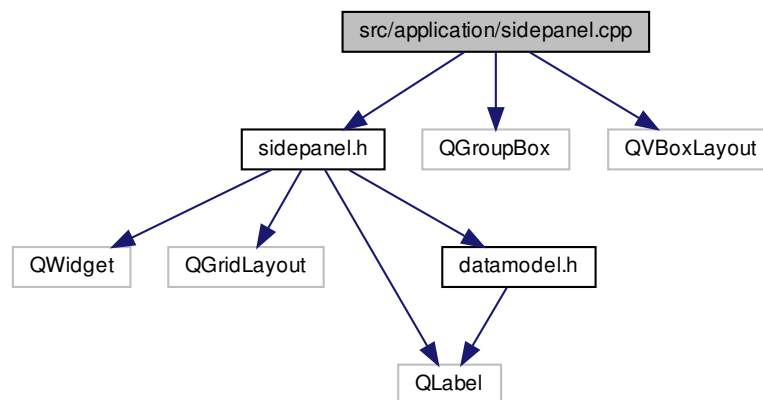 src/application/sidepanel.cpp
sidepanel.h
QGroupBox
QVBoxLayout
QWidget
QGridLayout
datamodel.h
QLabel